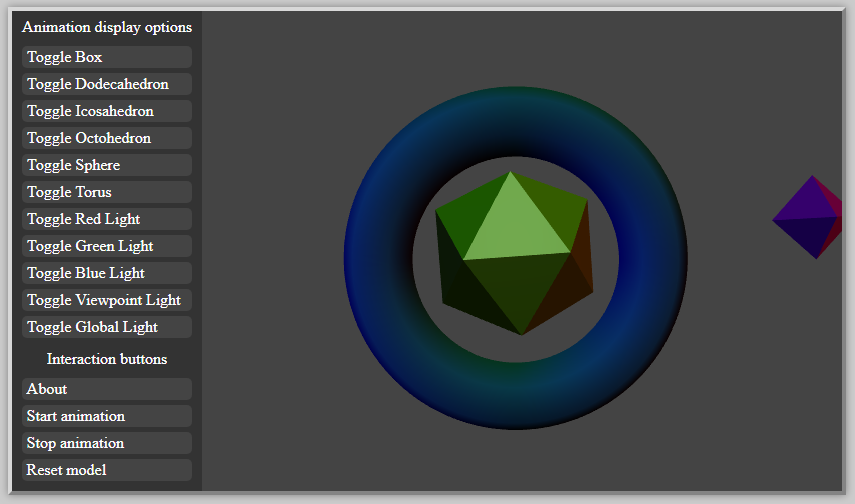 Animation display options
Toggle Box
Toggle Dodecahedron
Toggle Icosahedron
Toggle Octohedron
Toggle Sphere
Toggle Torus
Toggle Red Light
Toggle Green Light
Toggle Blue Light
Toggle Viewpoint Light
Toggle Global Light
Interaction buttons
About
Start animation
Stop animation
Reset model